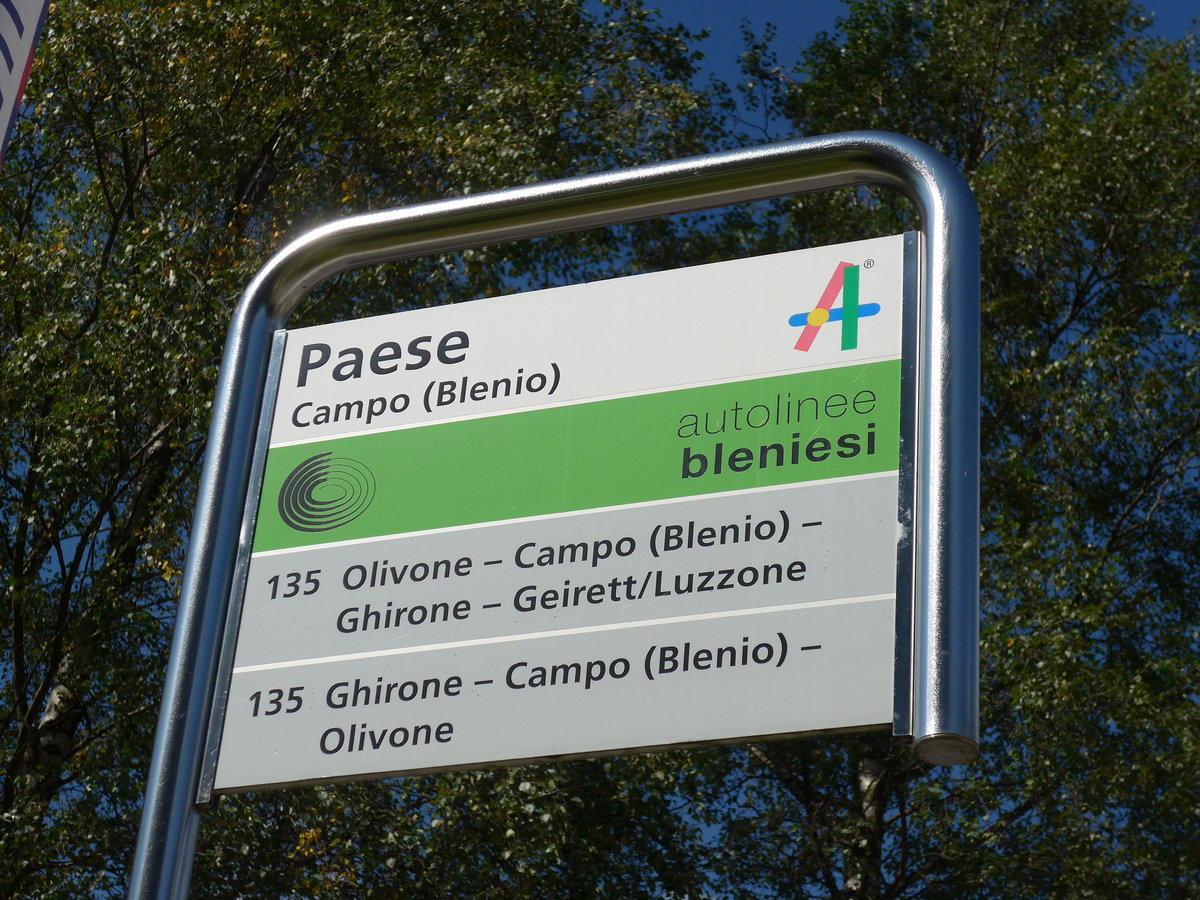 Paese
Campo (Blenio)
®
autolinee
bleniesi
135 Olivone – Campo (Blenio) –
Ghirone – Geirett/Luzzone
135 Ghirone – Campo (Blenio) –
Olivone